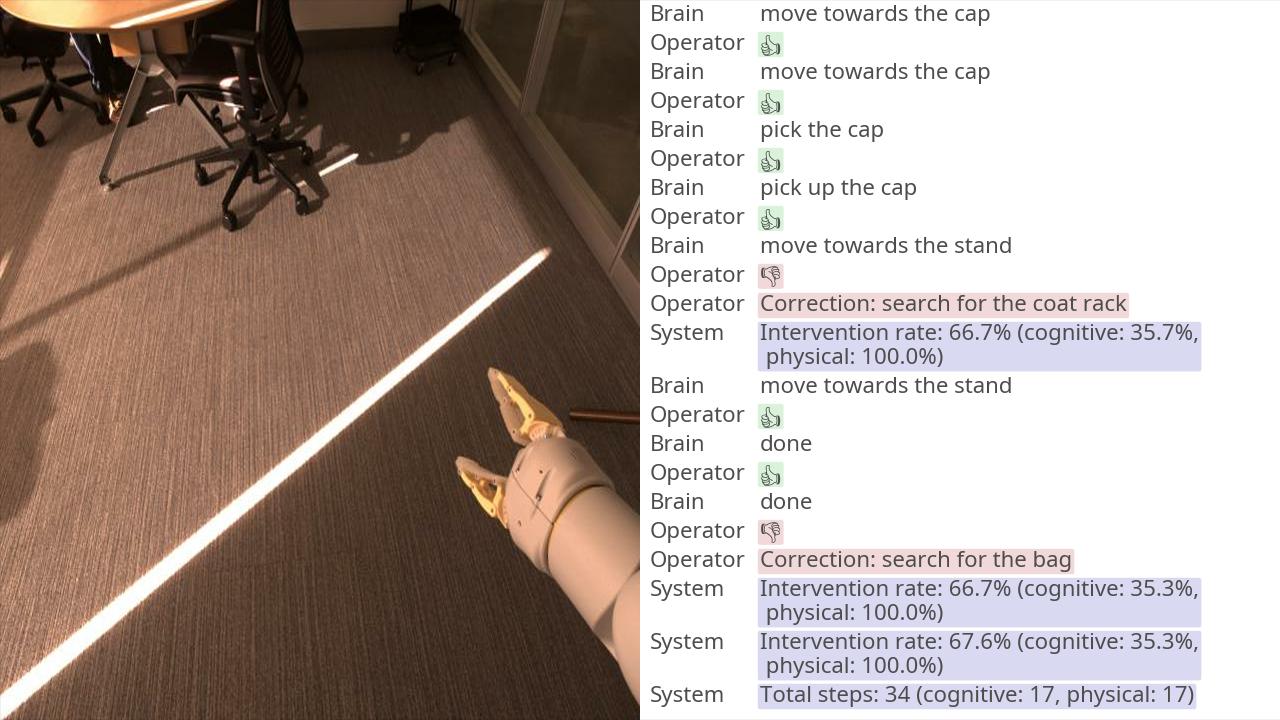 Brain move towards the cap
Operator 👍
Brain move towards the cap
Operator 👍
Brain pick the cap
Operator 👍
Brain pick up the cap
Operator 👍
Brain move towards the stand
Operator 👎
Operator Correction: search for the coat rack
System Intervention rate: 66.7% (cognitive: 35.7%,
physical: 100.0%)
Brain move towards the stand
Operator 👍
Brain done
Operator 👍
Brain done
Operator 👎
Operator Correction: search for the bag
System Intervention rate: 66.7% (cognitive: 35.3%,
physical: 100.0%)
System Intervention rate: 67.6% (cognitive: 35.3%,
physical: 100.0%)
System Total steps: 34 (cognitive: 17, physical: 17)